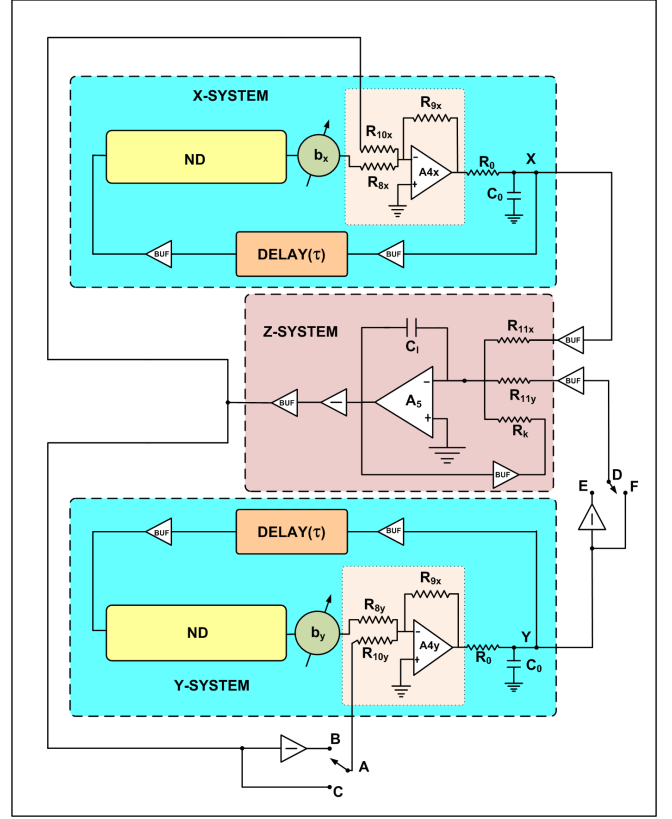 X-SYSTEM
ND
bx
R10x
R8x
R9x
A4x
R0
X
C0
BUF
DELAY(τ)
BUF
Z-SYSTEM
CI
R11x
BUF
BUF
A5
R11y
BUF
Rk
BUF
D
E
F
BUF
DELAY(τ)
BUF
ND
by
R8y
R10y
R9x
A4y
R0
Y
C0
Y-SYSTEM
B
A
C